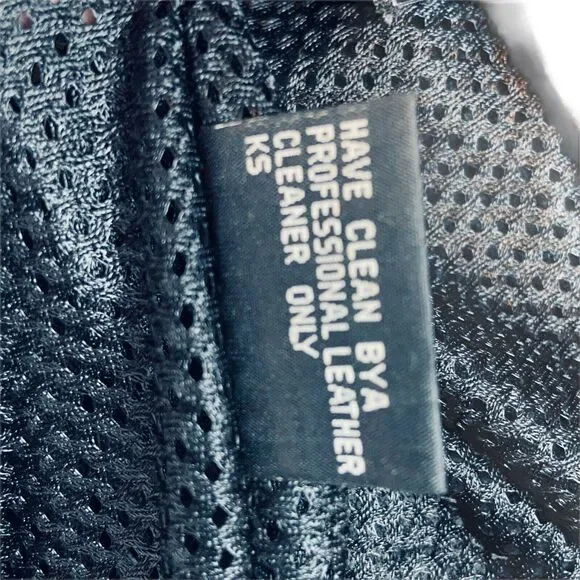 HAVE CLEAN BYA
PROFESSIONAL LEATHER
CLEANER ONLY
KS